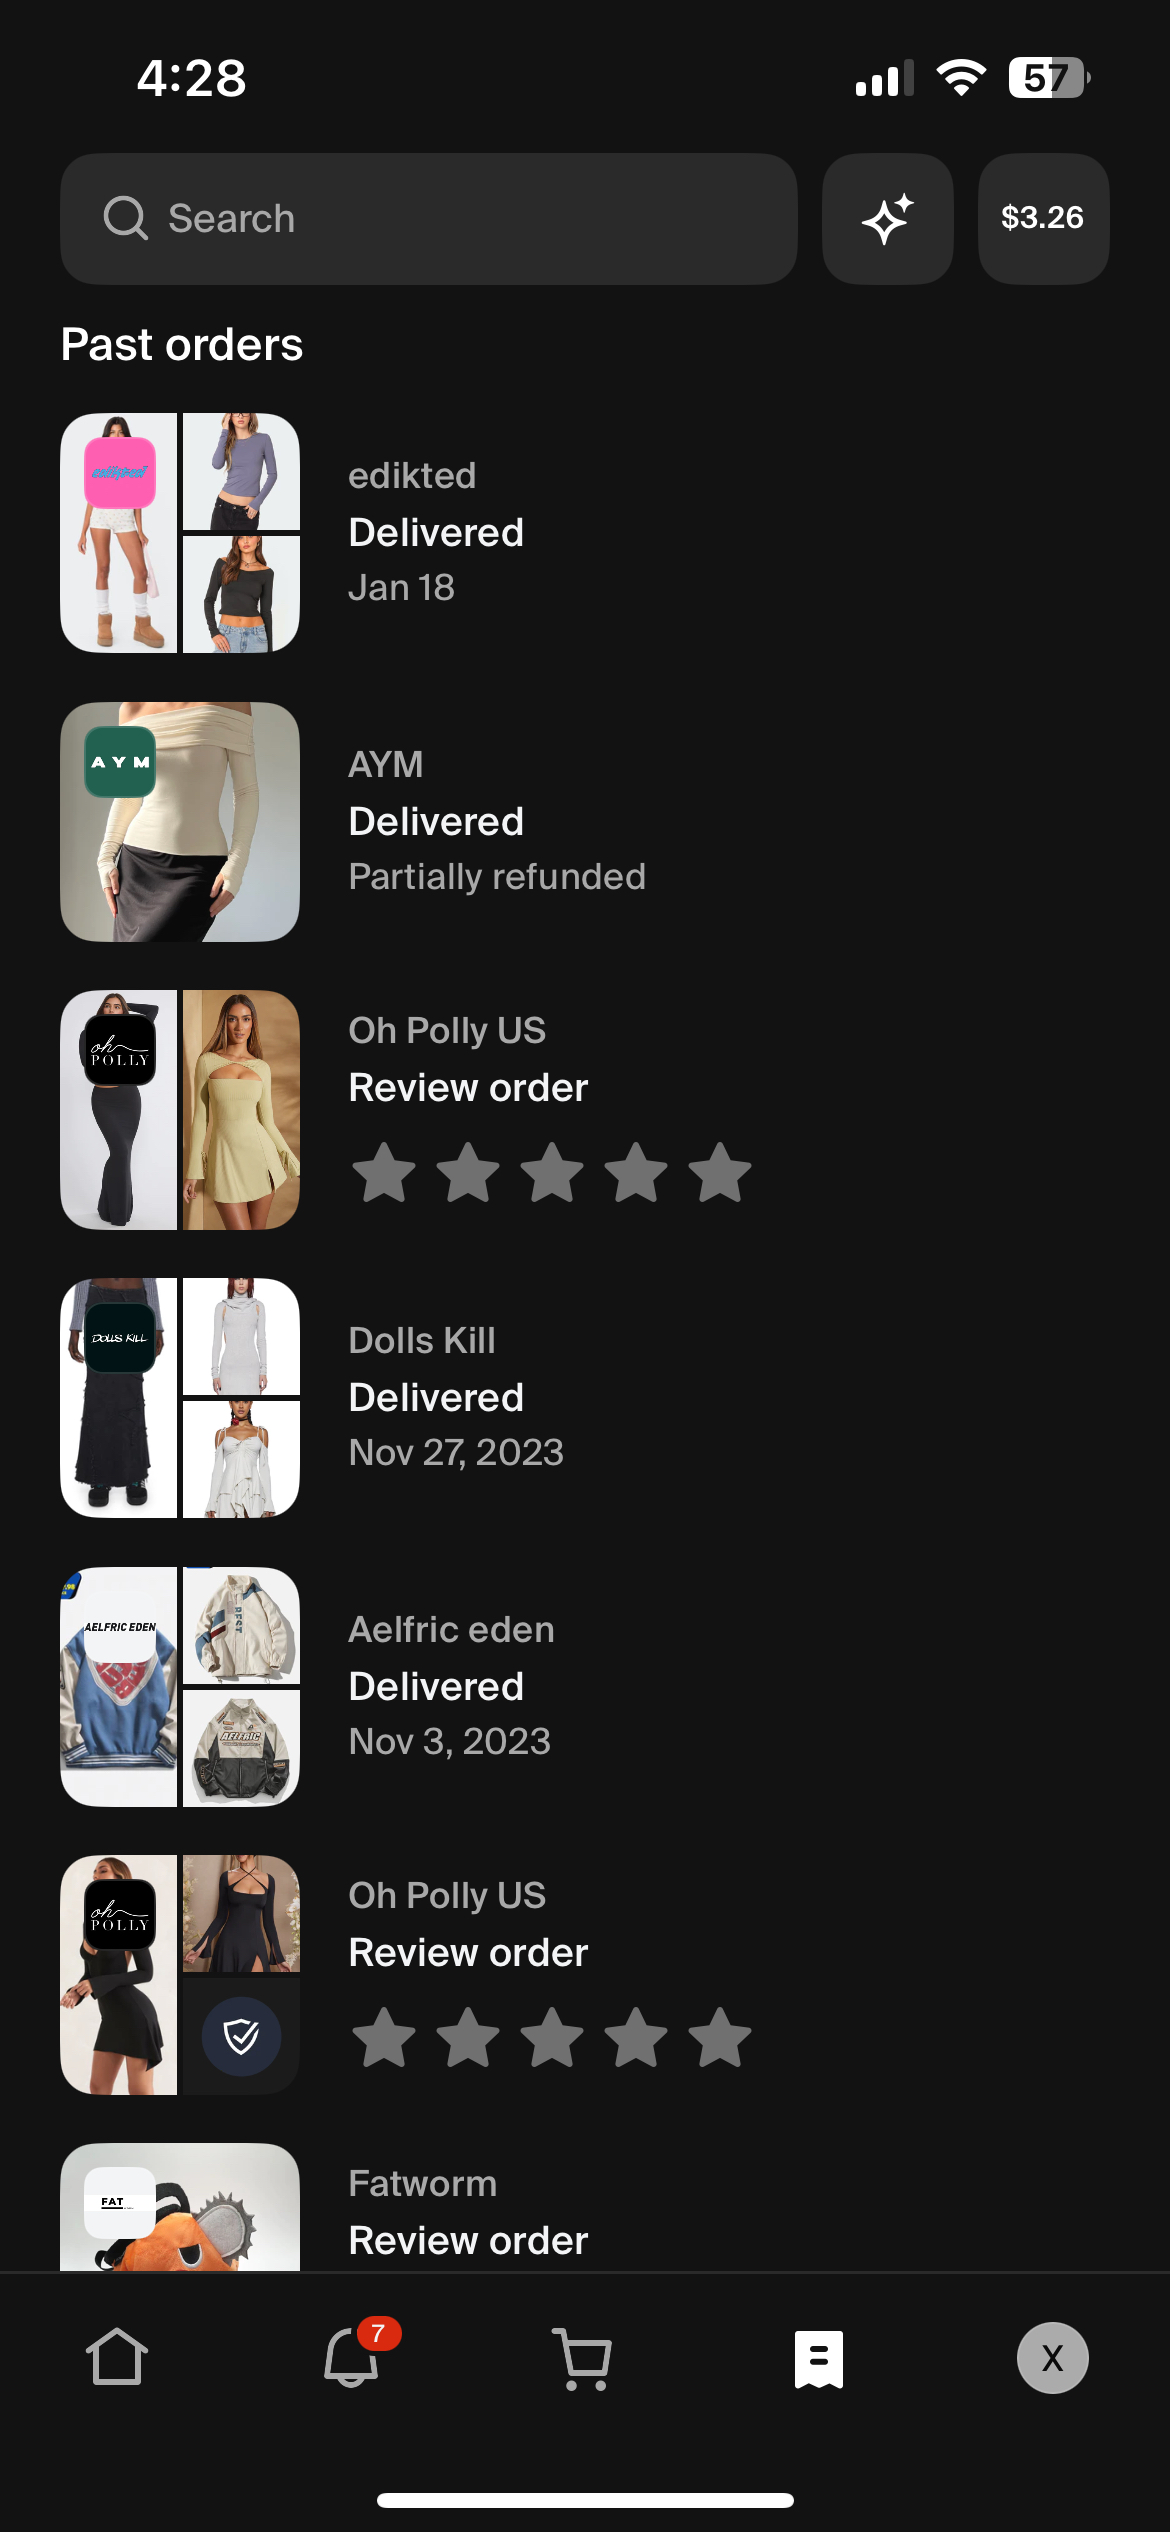 4:28
57
Search
$3.26
Past orders
edikted
edikted
Delivered
Jan 18
AYM
AYM
Delivered
Partially refunded
oh
POLLY
Oh Polly US
Review order
DOLLS KILL
Dolls Kill
Delivered
Nov 27, 2023
AELFRIC EDEN
AELFRIC
Aelfric eden
Delivered
Nov 3, 2023
oh
POLLY
Oh Polly US
Review order
FAT
Fatworm
Review order
7
X